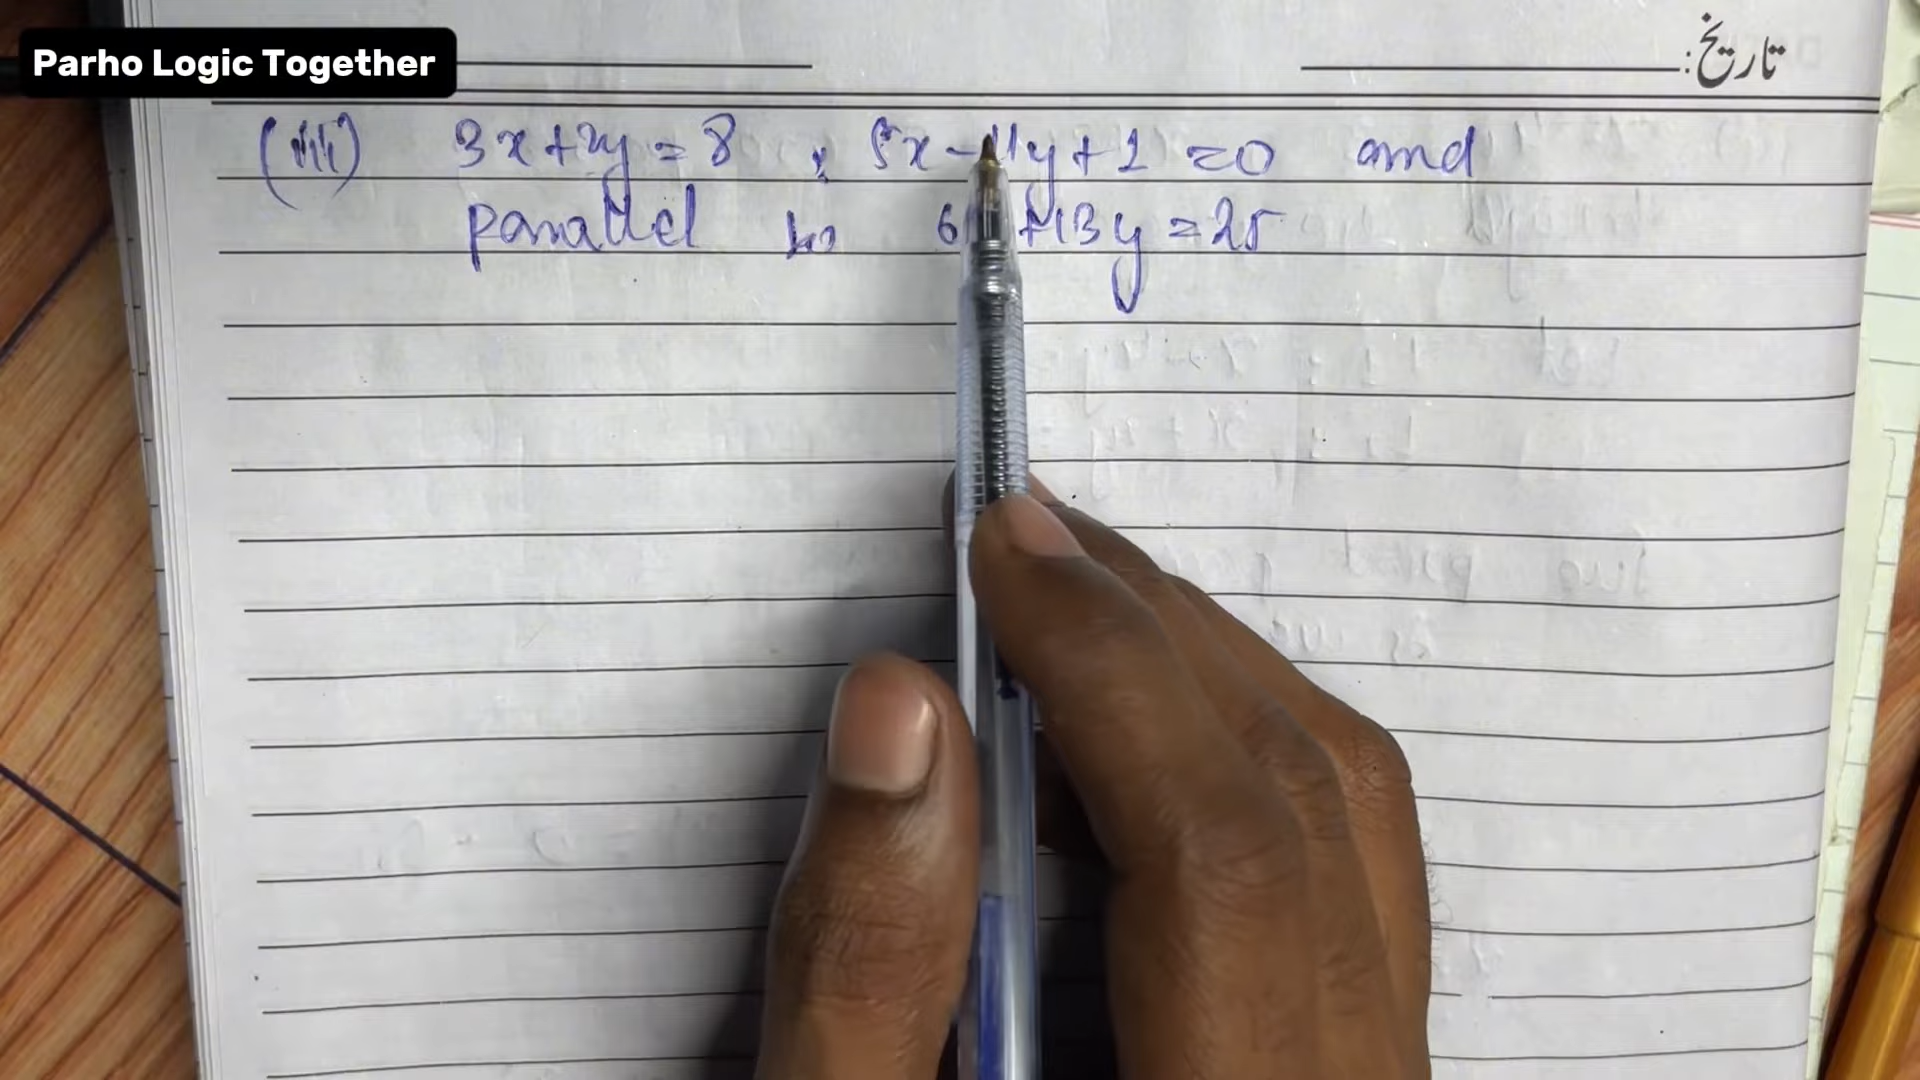 Parho Logic Together
تاریخ:
(iii) 3x+2y=8, 5x-11y+1=0 and
parallel to 6x+13y=25